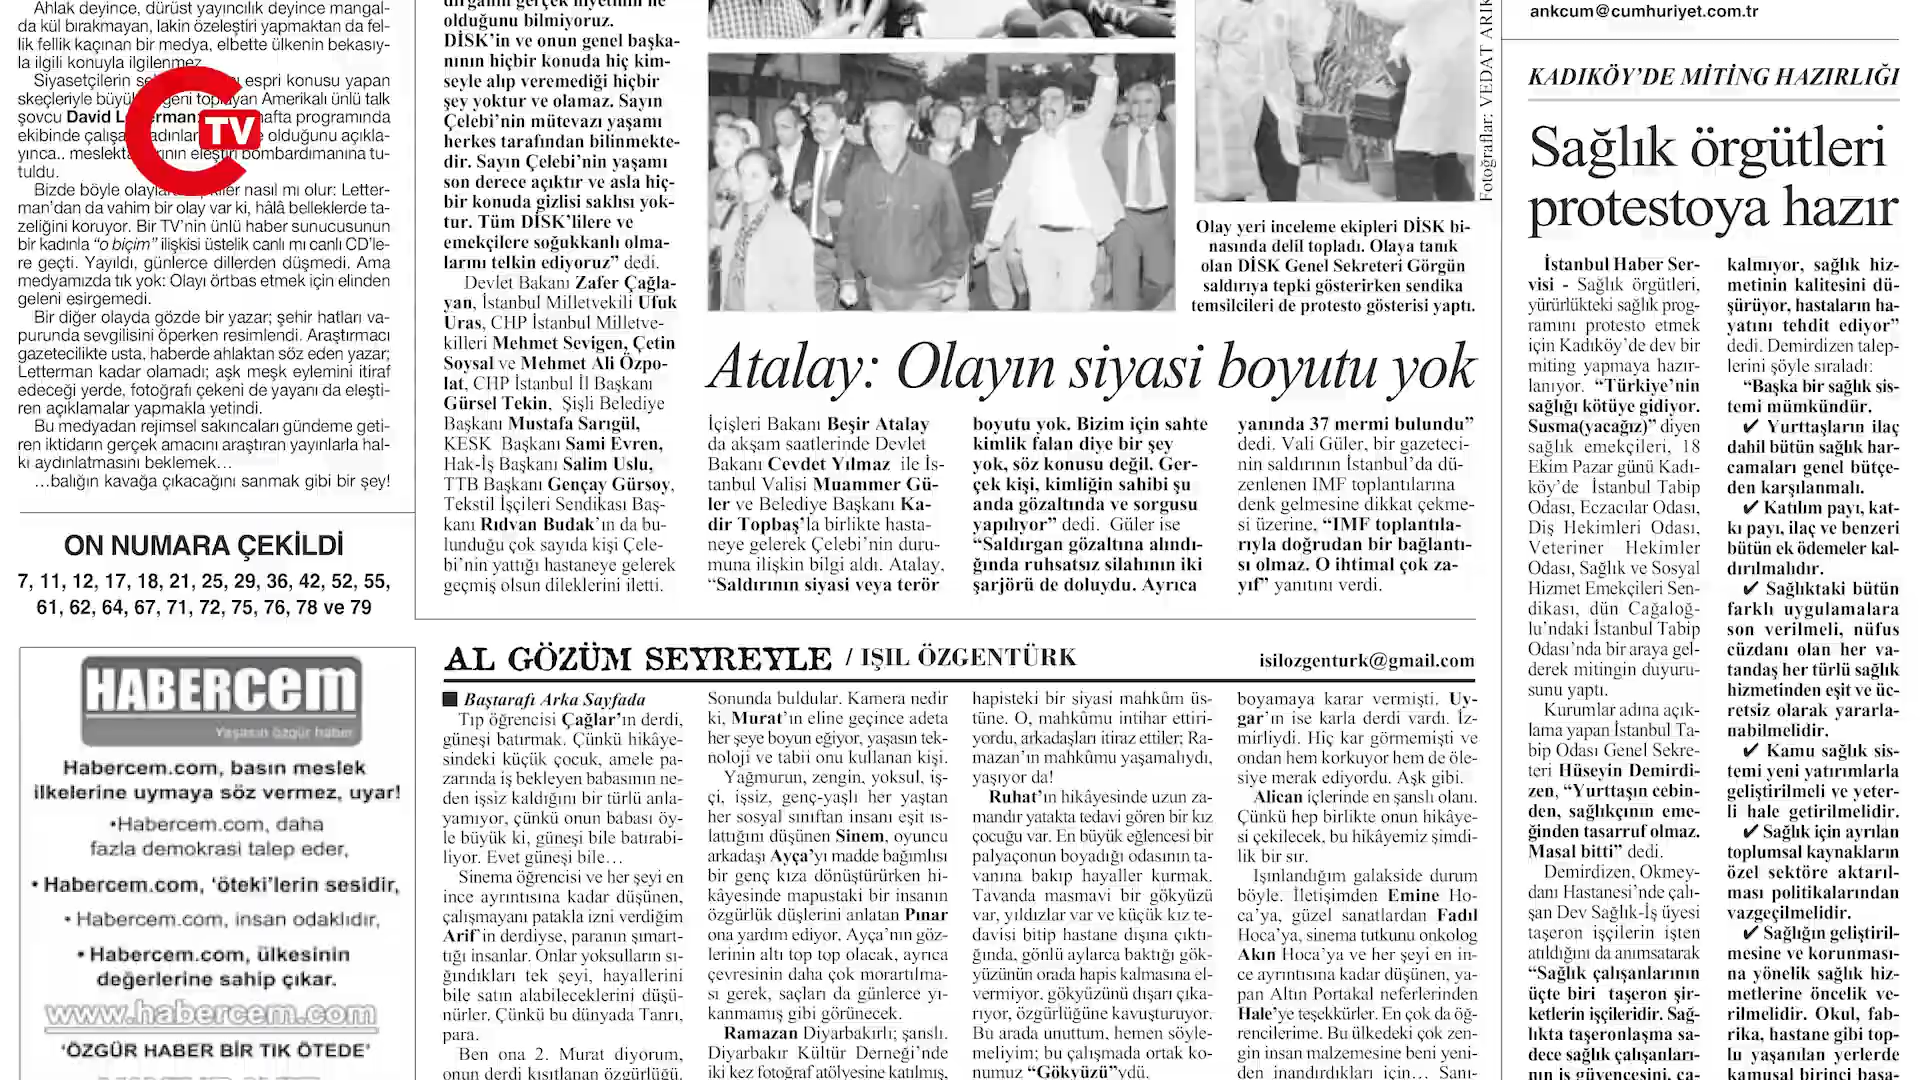 Ahlak deyince, dürüst yayıncılık deyince mangal-
da kül bırakmayan, lakin özeleştiri yapmaktan da fel-
lik fellik kaçınan bir medya, elbette ülkenin bekasıy-
la ilgili konuyla ilgilenmez.
Siyasetçilerin espri konusu yapan
skeçleriyle büyük toplayan Amerikalı ünlü talk
şovcu David hafta programında
ekibinde olduğunu açıkla-
yınca.. eleştiri bombardımanına tu-
tuldu.
Bizde böyle nasıl mı olur: Letter-
man'dan da vahim bir olay var ki, hâlâ belleklerde ta-
zeliğini koruyor. Bir TV'nin ünlü haber sunucusunun
bir kadınla "o biçim" ilişkisi üstelik canlı mı canlı CD'le-
re geçti. Yayıldı, günlerce dillerden düşmedi. Ama
medyamızda tık yok: Olayı örtbas etmek için elinden
geleni esirgemedi.
Bir diğer olayda gözde bir yazar; şehir hatları va-
purunda sevgilisini öperken resimlendi. Araştırmacı
gazetecilikte usta, haberde ahlaktan söz eden yazar;
Letterman kadar olamadı; aşk meşk eylemini itiraf
edeceği yerde, fotoğrafı çekeni de yayanı da eleşti-
ren açıklamalar yapmakla yetindi.
Bu medyadan rejimsel sakıncaları gündeme geti-
ren iktidarın gerçek amacını araştıran yayınlarla hal-
kı aydınlatmasını beklemek...
...balığın kavağa çıkacağını sanmak gibi bir şey!
TV
ON NUMARA ÇEKİLDİ
7, 11, 12, 17, 18, 21, 25, 29, 36, 42, 52, 55,
61, 62, 64, 67, 71, 72, 75, 76, 78 ve 79
HABERcem
Yaşasın özgür haber
Habercem.com, basın meslek
ilkelerine uymaya söz vermez, uyar!
•Habercem.com, daha
fazla demokrasi talep eder,
• Habercem.com, 'öteki'lerin sesidir,
• Habercem.com, insan odaklıdır,
• Habercem.com, ülkesinin
değerlerine sahip çıkar.
www.habercem.com
'ÖZGÜR HABER BİR TIK ÖTEDE'
olduğunu bilmiyoruz.
DİSK'in ve onun genel başka-
nının hiçbir konuda hiç kim-
seyle alıp veremediği hiçbir
şey yoktur ve olamaz. Sayın
Çelebi'nin mütevazı yaşamı
herkes tarafından bilinmekte-
dir. Sayın Çelebi'nin yaşamı
son derece açıktır ve asla hiç-
bir konuda gizlisi saklısı yok-
tur. Tüm DİSK'lilere ve
emekçilere soğukkanlı olma-
larını telkin ediyoruz" dedi.
Devlet Bakanı Zafer Çağla-
yan, İstanbul Milletvekili Ufuk
Uras, CHP İstanbul Milletve-
killeri Mehmet Sevigen, Çetin
Soysal ve Mehmet Ali Özpo-
lat, CHP İstanbul İl Başkanı
Gürsel Tekin, Şişli Belediye
Başkanı Mustafa Sarıgül,
KESK Başkanı Sami Evren,
Hak-İş Başkanı Salim Uslu,
TTB Başkanı Gençay Gürsoy,
Tekstil İşçileri Sendikası Baş-
kanı Rıdvan Budak'ın da bu-
lunduğu çok sayıda kişi Çele-
bi'nin yattığı hastaneye gelerek
geçmiş olsun dileklerini iletti.
Fotoğraflar: VEDAT ARIK
Olay yeri inceleme ekipleri DİSK bi-
nasında delil topladı. Olaya tanık
olan DİSK Genel Sekreteri Görgün
saldırıya tepki gösterirken sendika
temsilcileri de protesto gösterisi yaptı.
Atalay: Olayın siyasi boyutu yok
İçişleri Bakanı Beşir Atalay
da akşam saatlerinde Devlet
Bakanı Cevdet Yılmaz ile İs-
tanbul Valisi Muammer Gü-
ler ve Belediye Başkanı Ka-
dir Topbaş'la birlikte hasta-
neye gelerek Çelebi'nin duru-
muna ilişkin bilgi aldı. Atalay,
"Saldırının siyasi veya terör
boyutu yok. Bizim için sahte
kimlik falan diye bir şey
yok, söz konusu değil. Ger-
çek kişi, kimliğin sahibi şu
anda gözaltında ve sorgusu
yapılıyor" dedi. Güler ise
"Saldırgan gözaltına alındı-
ğında ruhsatsız silahının iki
şarjörü de doluydu. Ayrıca
yanında 37 mermi bulundu"
dedi. Vali Güler, bir gazeteci-
nin saldırının İstanbul'da dü-
zenlenen IMF toplantılarına
denk gelmesine dikkat çekme-
si üzerine, "IMF toplantıla-
rıyla doğrudan bir bağlantı-
sı olmaz. O ihtimal çok za-
yıf" yanıtını verdi.
AL GÖZÜM SEYREYLE / IŞIL ÖZGENTÜRK
isilozgenturk@gmail.com
■ Baştarafı Arka Sayfada
Tıp öğrencisi Çağlar'ın derdi,
güneşi batırmak. Çünkü hikâye-
sindeki küçük çocuk, amele pa-
zarında iş bekleyen babasının ne-
den işsiz kaldığını bir türlü anla-
yamıyor, çünkü onun babası öy-
le büyük ki, güneşi bile batırabi-
liyor. Evet güneşi bile...
Sinema öğrencisi ve her şeyi en
ince ayrıntısına kadar düşünen,
çalışmayanı patakla izni verdiğim
Arif'in derdiyse, paranın şımart-
tığı insanlar. Onlar yoksulların sı-
ğındıkları tek şeyi, hayallerini
bile satın alabileceklerini düşü-
nürler. Çünkü bu dünyada Tanrı,
para.
Ben ona 2. Murat diyorum,
onun derdi kısıtlanan özgürlüğü.
Sonunda buldular. Kamera nedir
ki, Murat'ın eline geçince adeta
her şeye boyun eğiyor, yaşasın tek-
noloji ve tabii onu kullanan kişi.
Yağmurun, zengin, yoksul, iş-
çi, işsiz, genç-yaşlı her yaştan
her sosyal sınıftan insanı eşit ıs-
lattığını düşünen Sinem, oyuncu
arkadaşı Ayça'yı madde bağımlısı
bir genç kıza dönüştürürken hi-
kâyesinde mapustaki bir insanın
özgürlük düşlerini anlatan Pınar
ona yardım ediyor. Ayça'nın göz-
lerinin altı top top olacak, ayrıca
çevresinin daha çok morartılma-
sı gerek, saçları da günlerce yı-
kanmamış gibi görünecek.
Ramazan Diyarbakırlı; şanslı.
Diyarbakır Kültür Derneği'nde
iki kez fotoğraf atölyesine katılmış,
hapisteki bir siyasi mahkûm üs-
tüne. O, mahkûmu intihar ettiri-
yordu, arkadaşları itiraz ettiler; Ra-
mazan'ın mahkûmu yaşamalıydı,
yaşıyor da!
Ruhat'ın hikâyesinde uzun za-
mandır yatakta tedavi gören bir kız
çocuğu var. En büyük eğlencesi bir
palyaçonun boyadığı odasının ta-
vanına bakıp hayaller kurmak.
Tavanda masmavi bir gökyüzü
var, yıldızlar var ve küçük kız te-
davisi bitip hastane dışına çıktı-
ğında, gönlü aylarca baktığı gök-
yüzünün orada hapis kalmasına el-
vermiyor, gökyüzünü dışarı çıka-
rıyor, özgürlüğüne kavuşturuyor.
Bu arada unuttum, hemen söyle-
meliyim; bu çalışmada ortak ko-
numuz "Gökyüzü"ydü.
boyamaya karar vermişti. Uy-
gar'ın ise karla derdi vardı. İz-
mirliydi. Hiç kar görmemişti ve
ondan hem korkuyor hem de öle-
siye merak ediyordu. Aşk gibi.
Alican içlerinde en şanslı olanı.
Çünkü hep birlikte onun hikâye-
si çekilecek, bu hikâyemiz şimdi-
lik bir sır.
Işınlandığım galakside durum
böyle. İletişimden Emine Ho-
ca'ya, güzel sanatlardan Fadıl
Hoca'ya, sinema tutkunu onkolog
Akın Hoca'ya ve her şeyi en in-
ce ayrıntısına kadar düşünen, ya-
pan Altın Portakal neferlerinden
Hale'ye teşekkürler. En çok da öğ-
rencilerime. Bu ülkedeki çok zen-
gin insan malzemesine beni yeni-
den inandırdıkları için... Sanı-
ankcum@cumhuriyet.com.tr
KADIKÖY'DE MİTİNG HAZIRLIĞI
Sağlık örgütleri
protestoya hazır
İstanbul Haber Ser-
visi - Sağlık örgütleri,
yürürlükteki sağlık prog-
ramını protesto etmek
için Kadıköy'de dev bir
miting yapmaya hazır-
lanıyor. "Türkiye'nin
sağlığı kötüye gidiyor.
Susma(yacağız)" diyen
sağlık emekçileri, 18
Ekim Pazar günü Kadı-
köy'de İstanbul Tabip
Odası, Eczacılar Odası,
Diş Hekimleri Odası,
Veteriner Hekimler
Odası, Sağlık ve Sosyal
Hizmet Emekçileri Sen-
dikası, dün Cağaloğ-
lu'ndaki İstanbul Tabip
Odası'nda bir araya gel-
derek mitingin duyuru-
sunu yaptı.
Kurumlar adına açık-
lama yapan İstanbul Ta-
bip Odası Genel Sekre-
teri Hüseyin Demirdi-
zen, "Yurttaşın cebin-
den, sağlıkçının eme-
ğinden tasarruf olmaz.
Masal bitti" dedi.
Demirdizen, Okmey-
danı Hastanesi'nde çalı-
şan Dev Sağlık-İş üyesi
taşeron işçilerin işten
atıldığını da anımsatarak
"Sağlık çalışanlarının
üçte biri taşeron şir-
ketlerin işçileridir. Sağ-
lıkta taşeronlaşma sa-
dece sağlık çalışanları-
nın iş güvencesini, ça-
kalmıyor, sağlık hiz-
metinin kalitesini dü-
şürüyor, hastaların ha-
yatını tehdit ediyor"
dedi. Demirdizen talep-
lerini şöyle sıraladı:
"Başka bir sağlık sis-
temi mümkündür.
✔ Yurttaşların ilaç
dahil bütün sağlık har-
camaları genel bütçe-
den karşılanmalı.
✔ Katılım payı, kat-
kı payı, ilaç ve benzeri
bütün ek ödemeler kal-
dırılmalıdır.
✔ Sağlıktaki bütün
farklı uygulamalara
son verilmeli, nüfus
cüzdanı olan her va-
tandaş her türlü sağlık
hizmetinden eşit ve üc-
retsiz olarak yararla-
nabilmelidir.
✔ Kamu sağlık sis-
temi yeni yatırımlarla
geliştirilmeli ve yeter-
li hale getirilmelidir.
✔ Sağlık için ayrılan
toplumsal kaynakların
özel sektöre aktarıl-
ması politikalarından
vazgeçilmelidir.
✔ Sağlığın geliştiril-
mesine ve korunması-
na yönelik sağlık hiz-
metlerine öncelik ve-
rilmelidir. Okul, fab-
rika, hastane gibi top-
lu yaşanılan yerlerde
kamusal birinci basa-